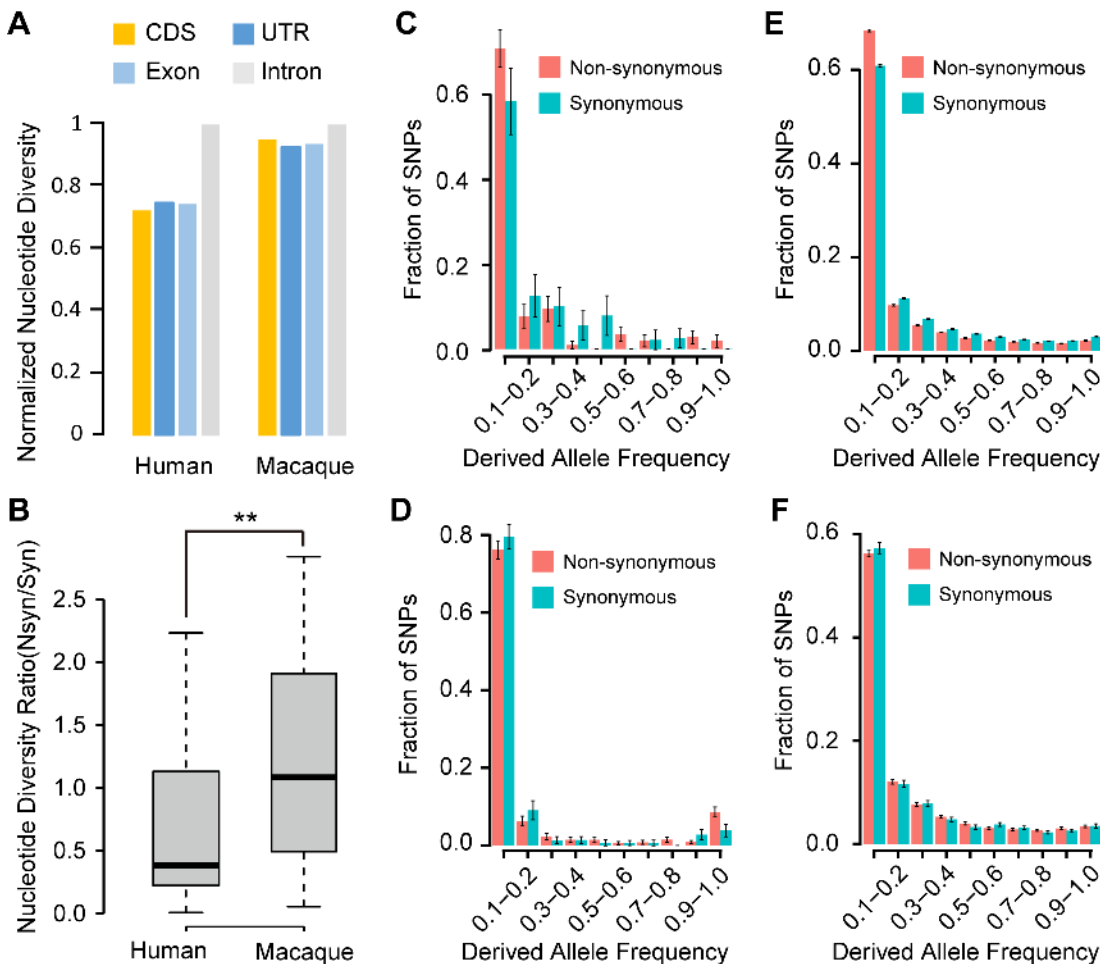 A
CDS
UTR
Exon
Intron
Normalized Nucleotide Diversity
1
0.8
0.6
0.4
0.2
0
Human
Macaque
B
**
Nucleotide Diversity Ratio(Nsyn/Syn)
2.5
2.0
1.5
1.0
0.5
0.0
Human
Macaque
C
Non-synonymous
Synonymous
Fraction of SNPs
0.6
0.4
0.2
0.0
0.1−0.2
0.3−0.4
0.5−0.6
0.7−0.8
0.9−1.0
Derived Allele Frequency
D
Non-synonymous
Synonymous
Fraction of SNPs
0.8
0.6
0.4
0.2
0.0
0.1−0.2
0.3−0.4
0.5−0.6
0.7−0.8
0.9−1.0
Derived Allele Frequency
E
Non-synonymous
Synonymous
Fraction of SNPs
0.6
0.4
0.2
0.0
0.1−0.2
0.3−0.4
0.5−0.6
0.7−0.8
0.9−1.0
Derived Allele Frequency
F
Non-synonymous
Synonymous
Fraction of SNPs
0.6
0.4
0.2
0.0
0.1−0.2
0.3−0.4
0.5−0.6
0.7−0.8
0.9−1.0
Derived Allele Frequency